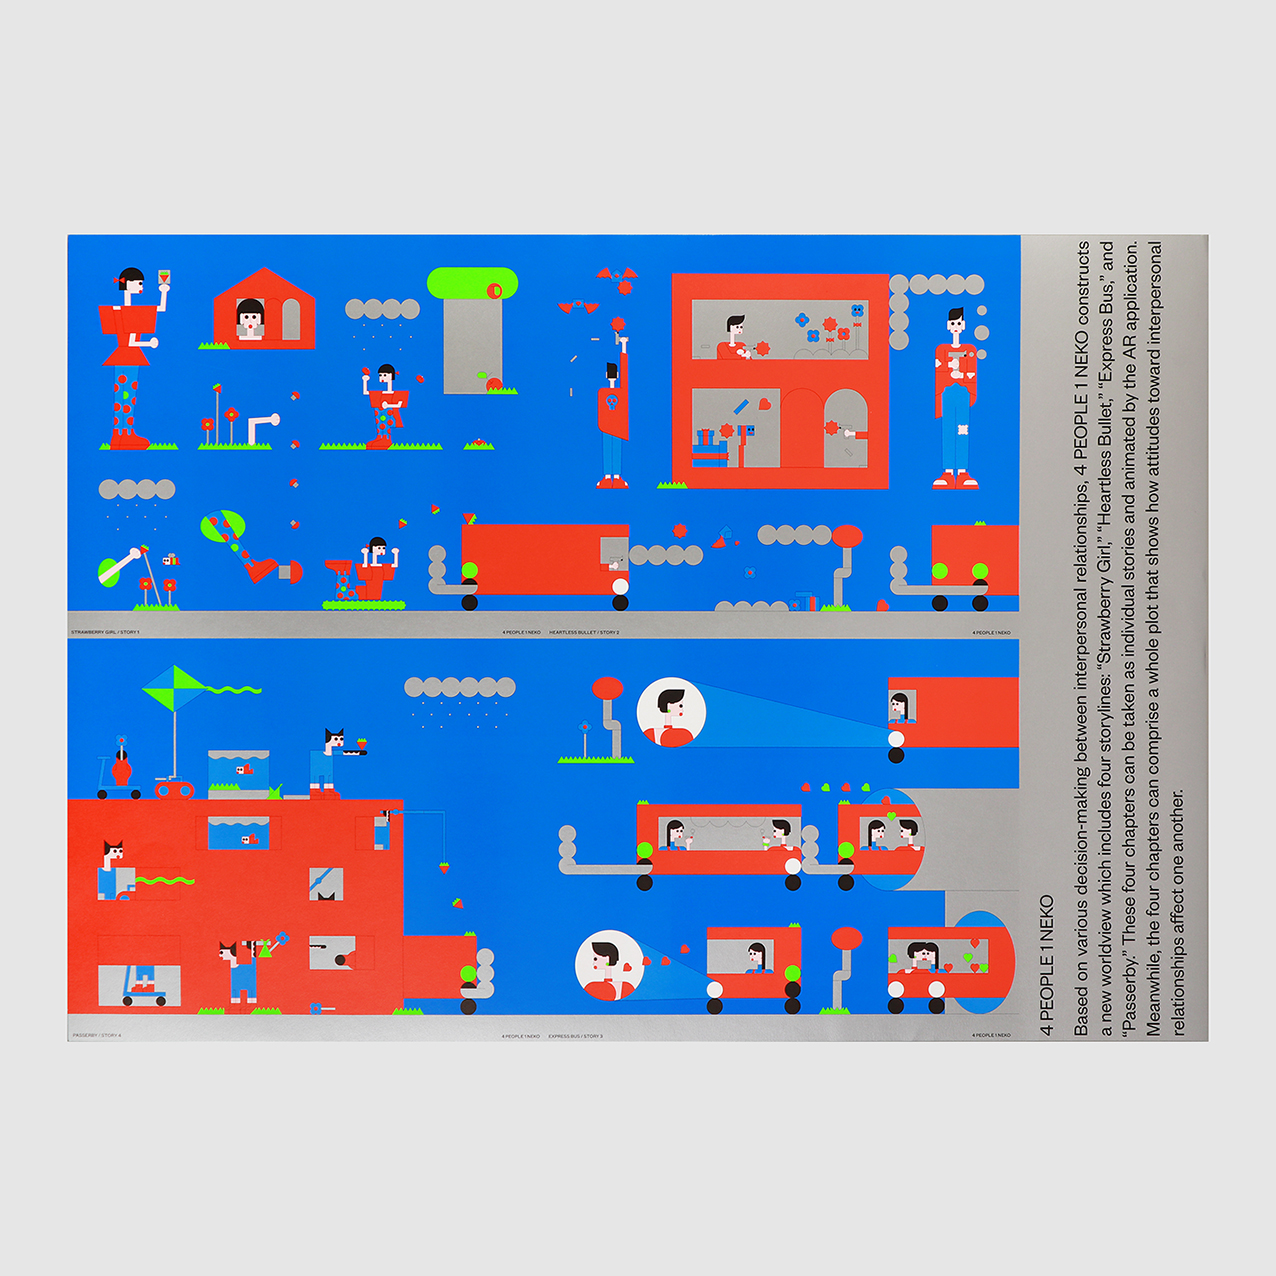 4 PEOPLE 1 NEKO
Based on various decision-making between interpersonal relationships, 4 PEOPLE 1 NEKO constructs
a new worldview which includes four storylines: “Strawberry Girl,” “Heartless Bullet,” “Express Bus,” and
“Passerby.” These four chapters can be taken as individual stories and animated by the AR application.
Meanwhile, the four chapters can comprise a whole plot that shows how attitudes toward interpersonal
relationships affect one another.
STRAWBERRY GIRL / STORY 1
4 PEOPLE 1 NEKO
HEARTLESS BULLET / STORY 2
4 PEOPLE 1 NEKO
PASSERBY / STORY 4
4 PEOPLE 1 NEKO
EXPRESS BUS / STORY 3
4 PEOPLE 1 NEKO